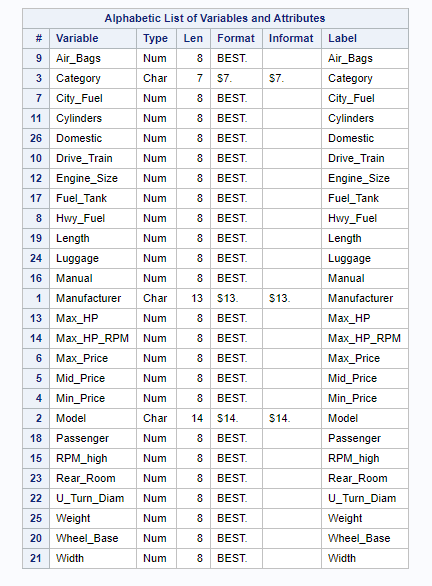 Alphabetic List of Variables and Attributes
# Variable Type Len Format Informat Label
9 Air_Bags Num 8 BEST. Air_Bags
3 Category Char 7 $7. $7. Category
7 City_Fuel Num 8 BEST. City_Fuel
11 Cylinders Num 8 BEST. Cylinders
26 Domestic Num 8 BEST. Domestic
10 Drive_Train Num 8 BEST. Drive_Train
12 Engine_Size Num 8 BEST. Engine_Size
17 Fuel_Tank Num 8 BEST. Fuel_Tank
8 Hwy_Fuel Num 8 BEST. Hwy_Fuel
19 Length Num 8 BEST. Length
24 Luggage Num 8 BEST. Luggage
16 Manual Num 8 BEST. Manual
1 Manufacturer Char 13 $13. $13. Manufacturer
13 Max_HP Num 8 BEST. Max_HP
14 Max_HP_RPM Num 8 BEST. Max_HP_RPM
6 Max_Price Num 8 BEST. Max_Price
5 Mid_Price Num 8 BEST. Mid_Price
4 Min_Price Num 8 BEST. Min_Price
2 Model Char 14 $14. $14. Model
18 Passenger Num 8 BEST. Passenger
15 RPM_high Num 8 BEST. RPM_high
23 Rear_Room Num 8 BEST. Rear_Room
22 U_Turn_Diam Num 8 BEST. U_Turn_Diam
25 Weight Num 8 BEST. Weight
20 Wheel_Base Num 8 BEST. Wheel_Base
21 Width Num 8 BEST. Width